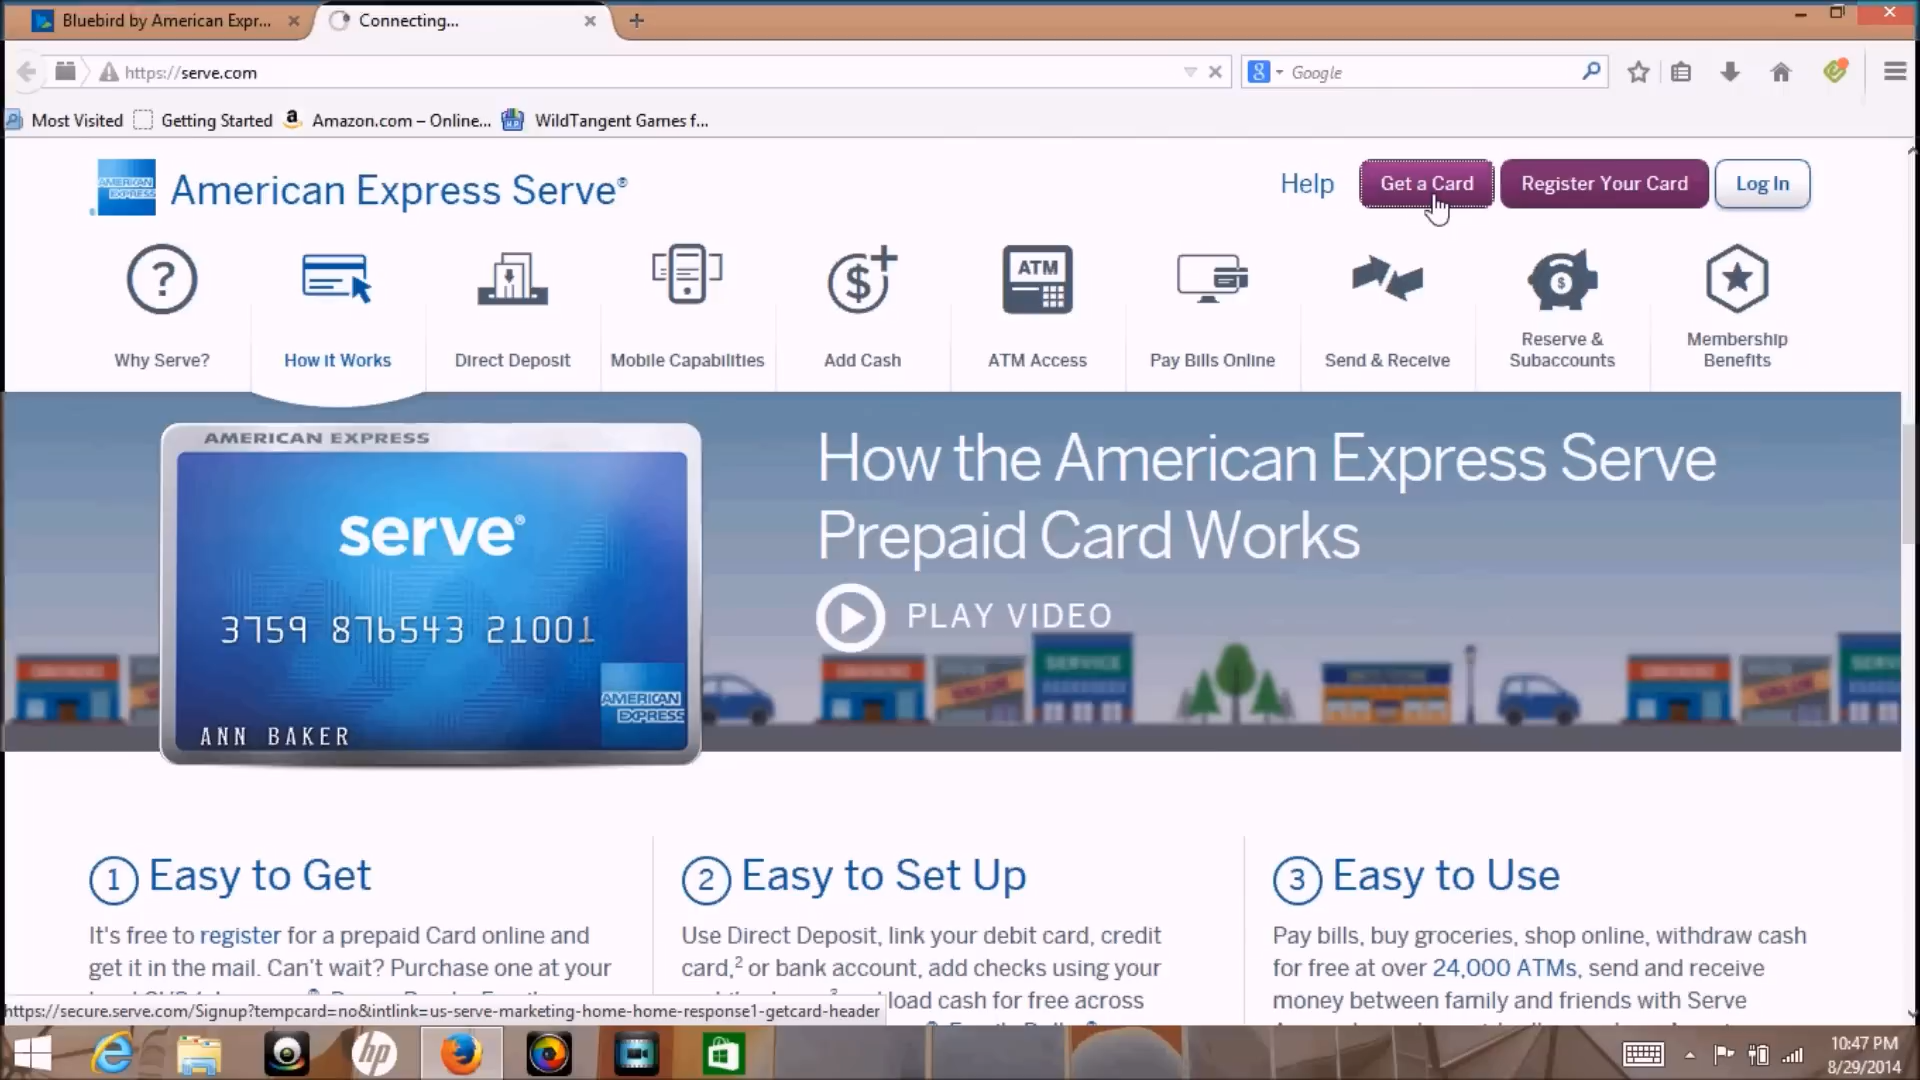 Bluebird by American Expr...
Connecting...
https://serve.com
Google
Most Visited
Getting Started
Amazon.com – Online...
WildTangent Games f...
AMERICAN EXPRESS
American Express Serve®
Help
Get a Card
Register Your Card
Log In
?
$+
ATM
$
Why Serve?
How it Works
Direct Deposit
Mobile Capabilities
Add Cash
ATM Access
Pay Bills Online
Send & Receive
Reserve &
Subaccounts
Membership
Benefits
AMERICAN EXPRESS
serve®
3759 876543 21001
AMERICAN
EXPRESS
ANN BAKER
How the American Express Serve
Prepaid Card Works
PLAY VIDEO
SERVICE
VALUE
1 Easy to Get
It's free to register for a prepaid Card online and
get it in the mail. Can't wait? Purchase one at your
2 Easy to Set Up
Use Direct Deposit, link your debit card, credit
card,2 or bank account, add checks using your
load cash for free across
3 Easy to Use
Pay bills, buy groceries, shop online, withdraw cash
for free at over 24,000 ATMs, send and receive
money between family and friends with Serve
https://secure.serve.com/Signup?tempcard=no&intlink=us-serve-marketing-home-home-response1-getcard-header
hp
10:47 PM
8/29/2014